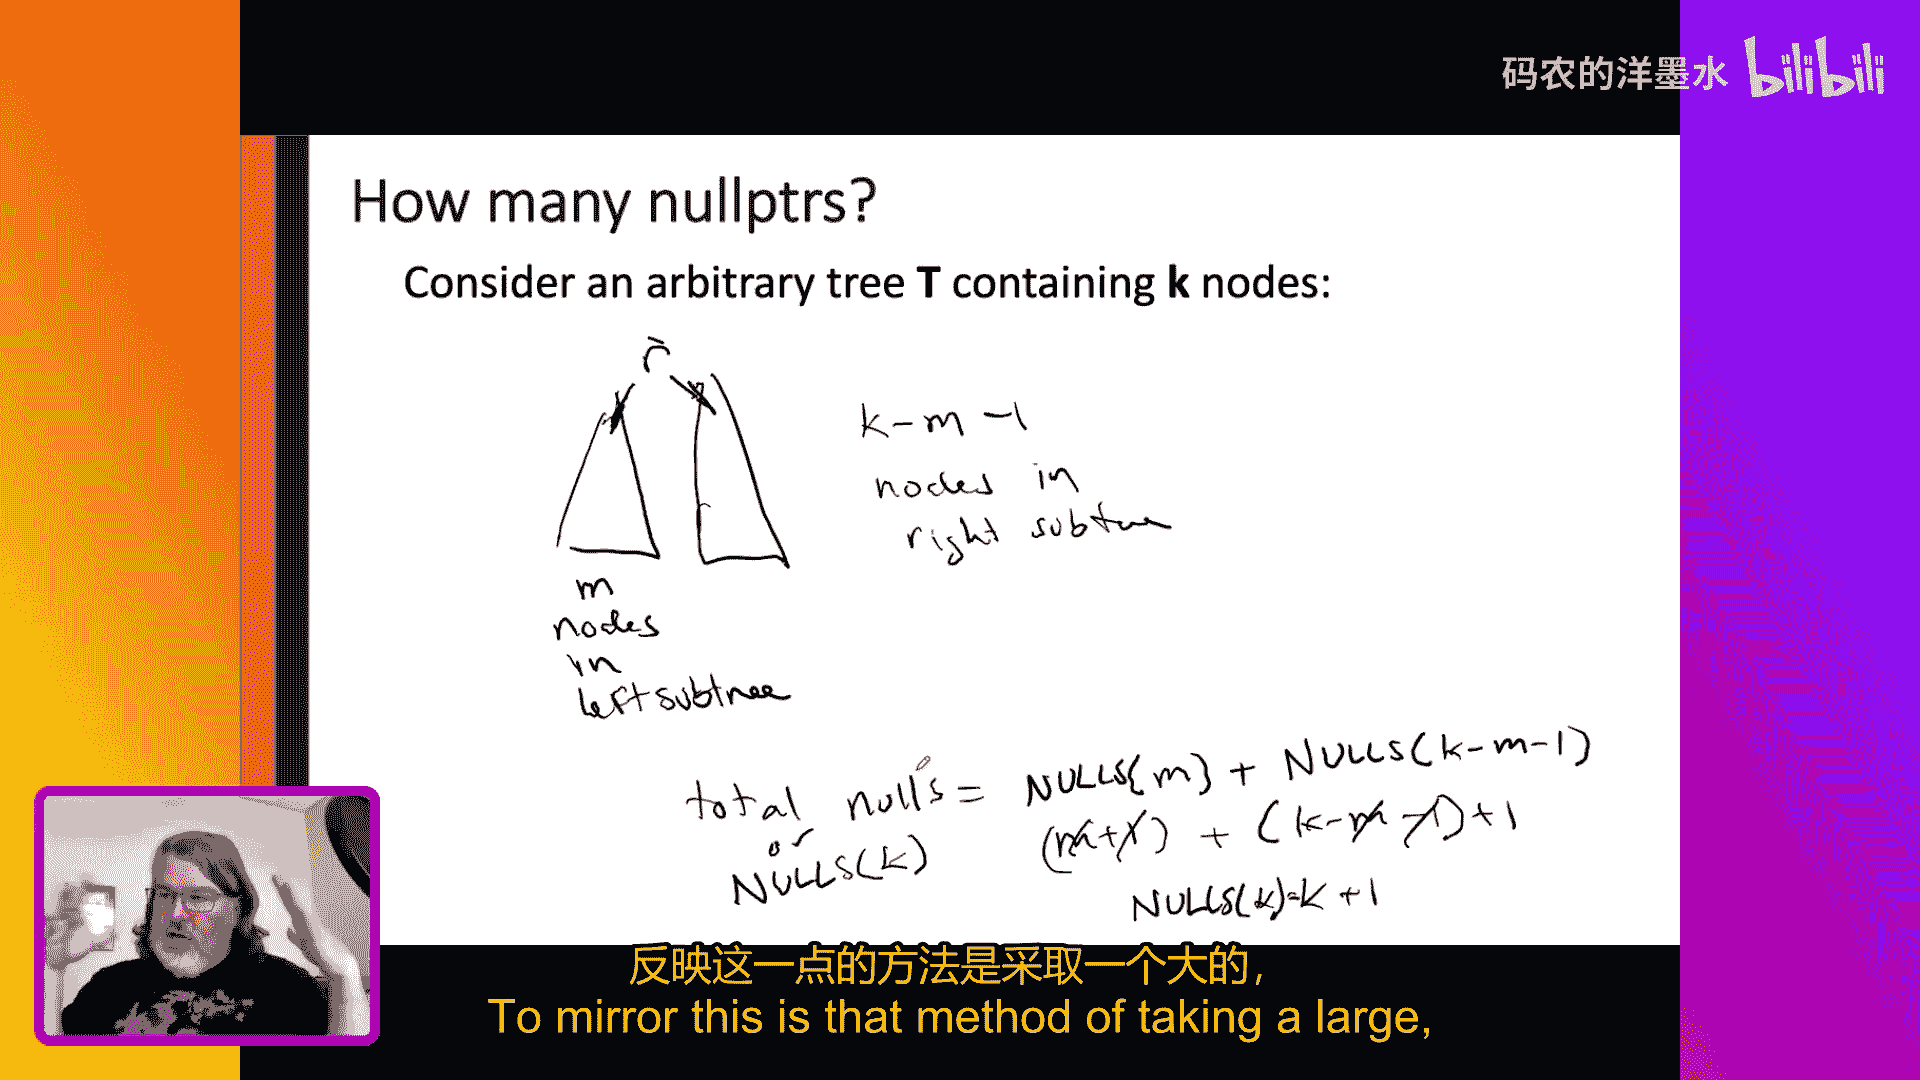 码农的洋墨水 bilibili
How many nullptrs?
Consider an arbitrary tree T containing k nodes:
r
k-m-1
nodes in
right subtree
m
nodes
in
left subtree
total nulls = NULLS(m) + NULLS(k-m-1)
or
NULLS(k)
(m+1) + (k-m-1)+1
NULLS(k)=k+1
反映这一点的方法是采取一个大的，
To mirror this is that method of taking a large,